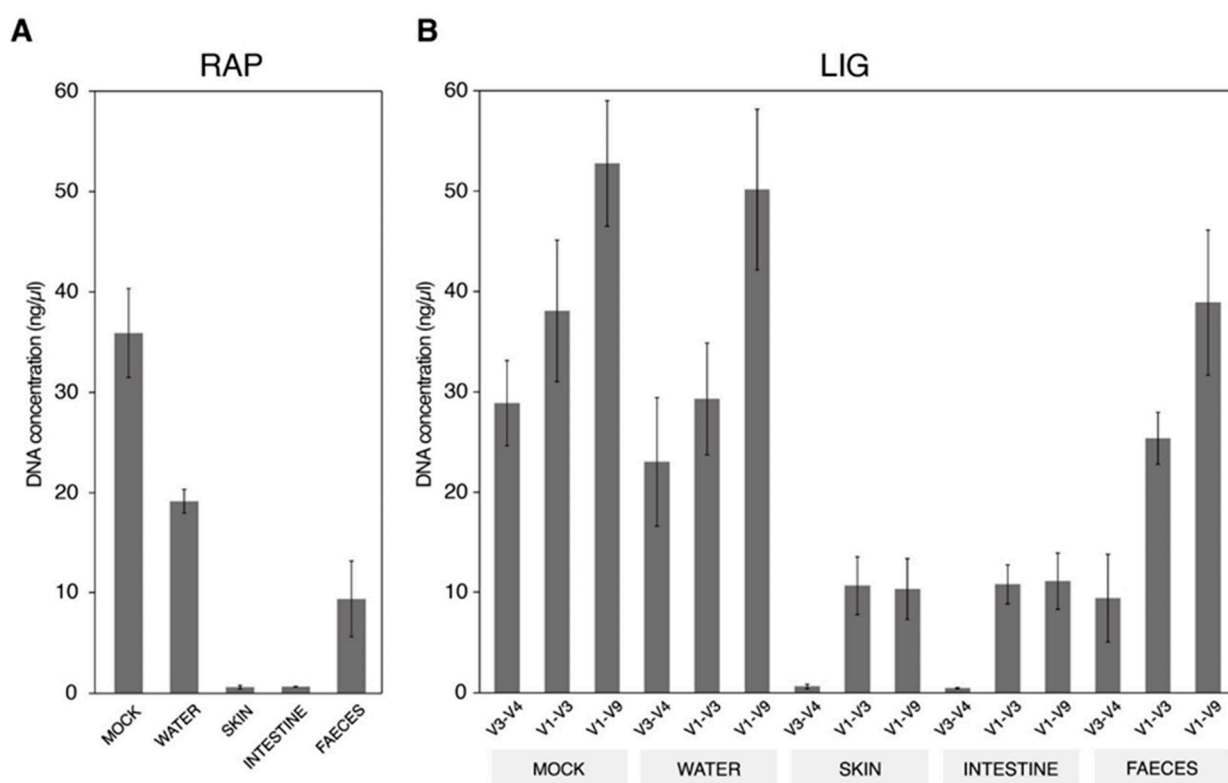 A
RAP
DNA concentration (ng/µl)
60
50
40
30
20
10
0
MOCK
WATER
SKIN
INTESTINE
FAECES
B
LIG
DNA concentration (ng/µl)
60
50
40
30
20
10
0
V3-V4
V1-V3
V1-V9
V3-V4
V1-V3
V1-V9
V3-V4
V1-V3
V1-V9
V3-V4
V1-V3
V1-V9
V3-V4
V1-V3
V1-V9
MOCK
WATER
SKIN
INTESTINE
FAECES